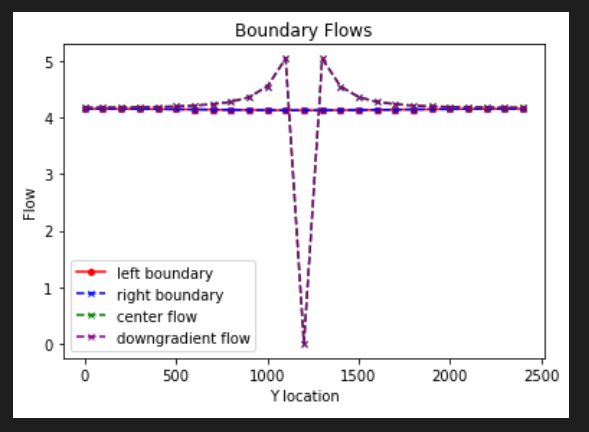 Boundary Flows
5
4
3
2
1
0
Flow
left boundary
right boundary
center flow
downgradient flow
0 500 1000 1500 2000 2500
Y location